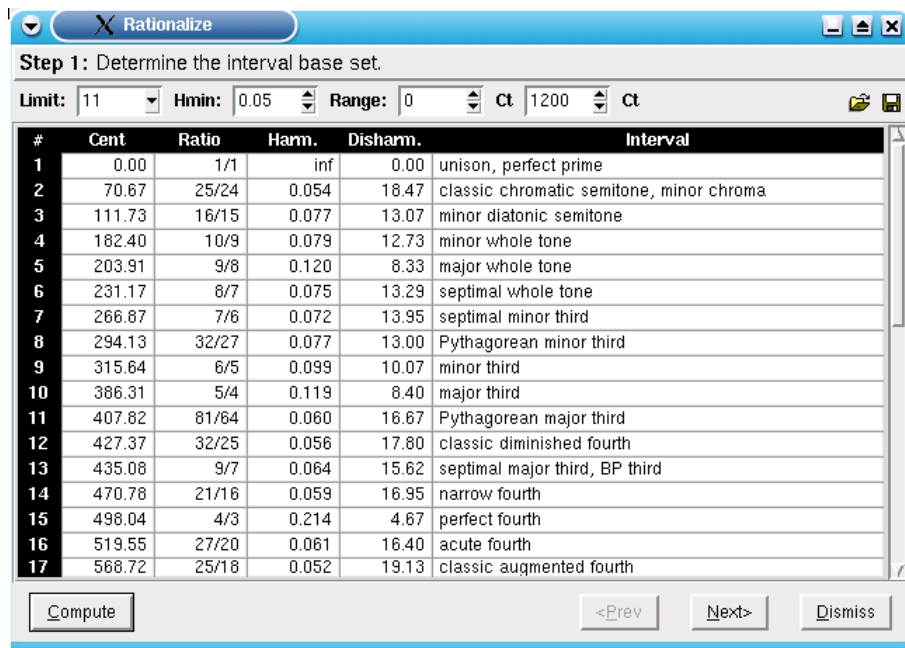 Rationalize
Step 1: Determine the interval base set.
Limit: 11 Hmin: 0.05 Range: 0 Ct 1200 Ct
# Cent Ratio Harm. Disharm. Interval
1 0.00 1/1 inf 0.00 unison, perfect prime
2 70.67 25/24 0.054 18.47 classic chromatic semitone, minor chroma
3 111.73 16/15 0.077 13.07 minor diatonic semitone
4 182.40 10/9 0.079 12.73 minor whole tone
5 203.91 9/8 0.120 8.33 major whole tone
6 231.17 8/7 0.075 13.29 septimal whole tone
7 266.87 7/6 0.072 13.95 septimal minor third
8 294.13 32/27 0.077 13.00 Pythagorean minor third
9 315.64 6/5 0.099 10.07 minor third
10 386.31 5/4 0.119 8.40 major third
11 407.82 81/64 0.060 16.67 Pythagorean major third
12 427.37 32/25 0.056 17.80 classic diminished fourth
13 435.08 9/7 0.064 15.62 septimal major third, BP third
14 470.78 21/16 0.059 16.95 narrow fourth
15 498.04 4/3 0.214 4.67 perfect fourth
16 519.55 27/20 0.061 16.40 acute fourth
17 568.72 25/18 0.052 19.13 classic augmented fourth
Compute <Prev Next> Dismiss